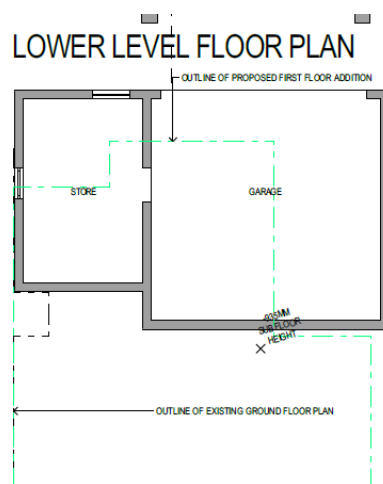 LOWER LEVEL FLOOR PLAN
OUTLINE OF PROPOSED FIRST FLOOR ADDITION
STORE
GARAGE
-935MM
SUB FLOOR
HEIGHT
OUTLINE OF EXISTING GROUND FLOOR PLAN